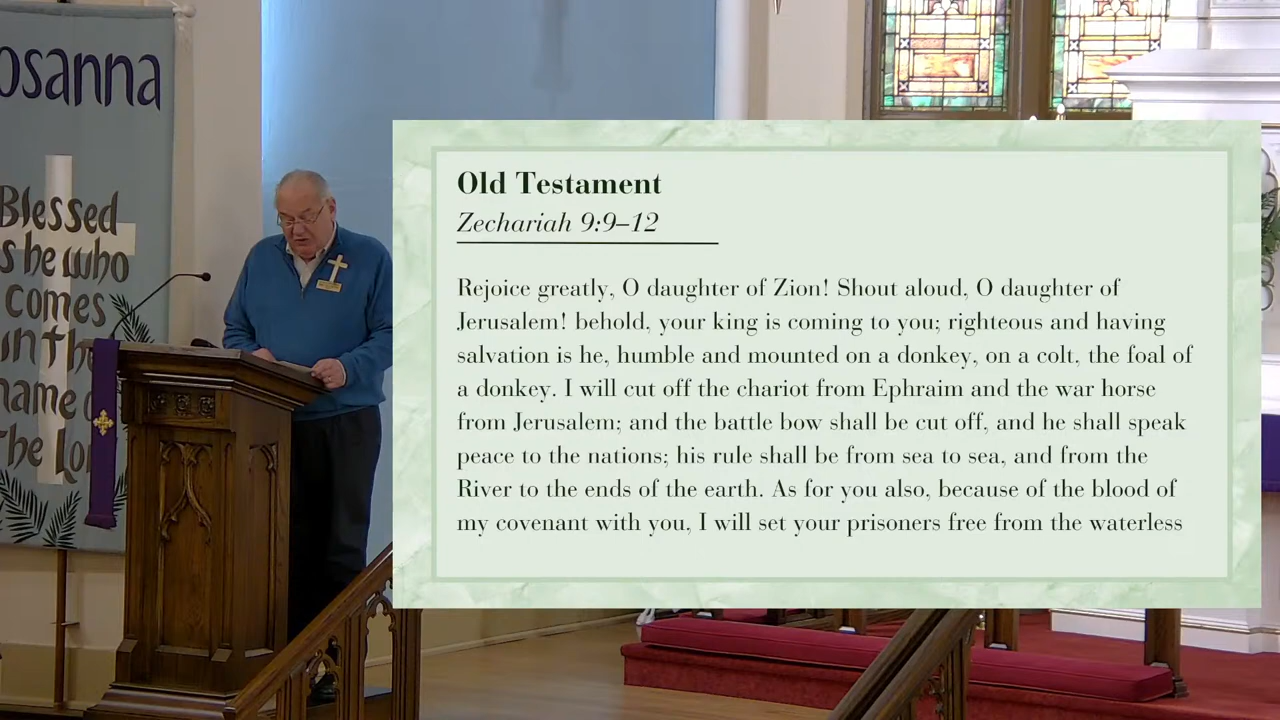 osanna
Blessed
s he who
comes
in the
name
The Lor
Old Testament
Zechariah 9:9–12
Rejoice greatly, O daughter of Zion! Shout aloud, O daughter of
Jerusalem! behold, your king is coming to you; righteous and having
salvation is he, humble and mounted on a donkey, on a colt, the foal of
a donkey. I will cut off the chariot from Ephraim and the war horse
from Jerusalem; and the battle bow shall be cut off, and he shall speak
peace to the nations; his rule shall be from sea to sea, and from the
River to the ends of the earth. As for you also, because of the blood of
my covenant with you, I will set your prisoners free from the waterless